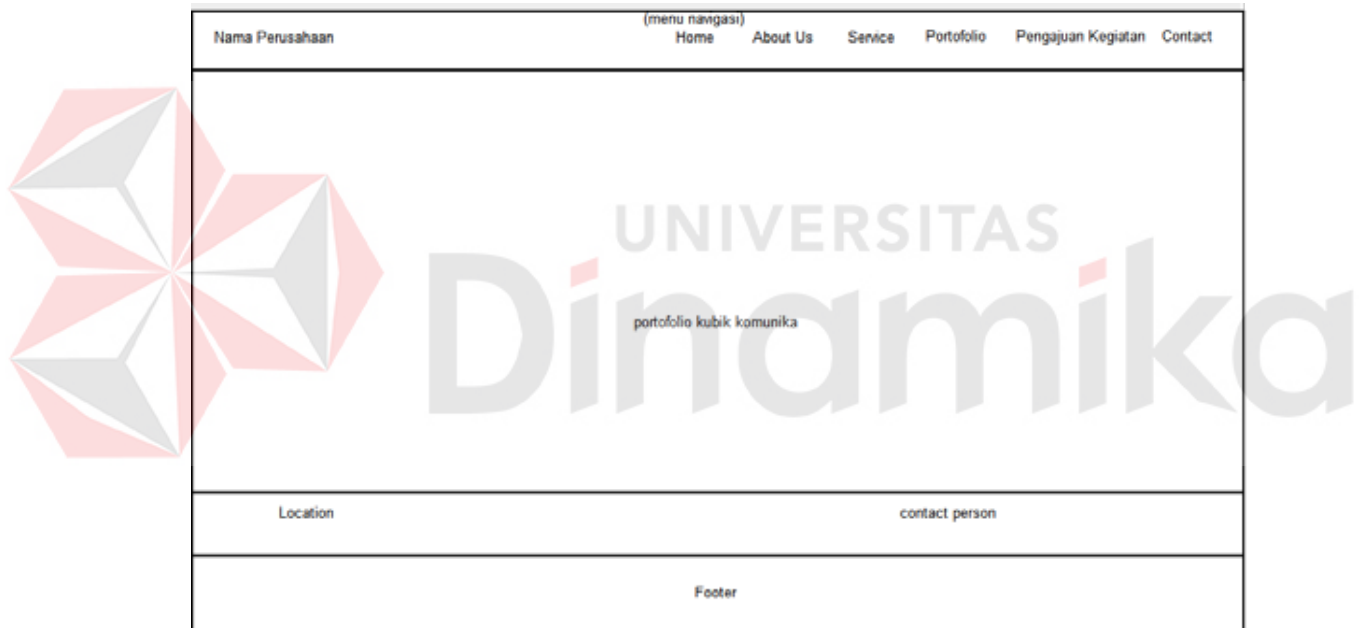 (menu navigasi)
Nama Perusahaan Home About Us Service Portofolio Pengajuan Kegiatan Contact
UNIVERSITAS
Dinamika
portofolio kubik komunika
Location contact person
Footer